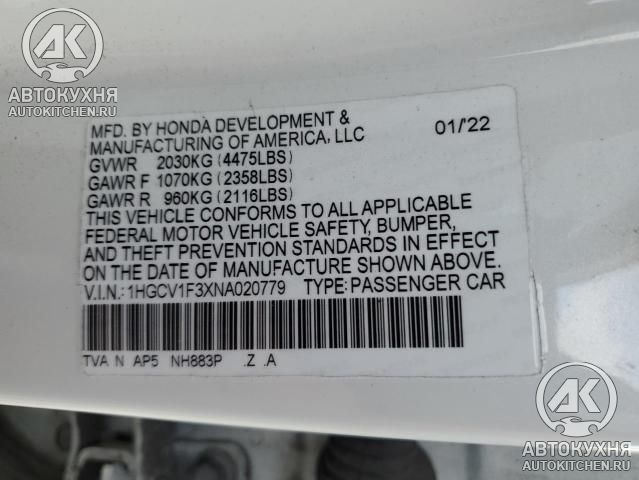 AK
АВТОКУХНЯ
AUTOKITCHEN.RU
MFD. BY HONDA DEVELOPMENT & 01/22
MANUFACTURING OF AMERICA, LLC
GVWR 2030KG (4475LBS)
GAWR F 1070KG (2358LBS)
GAWR R 960KG (2116LBS)
THIS VEHICLE CONFORMS TO ALL APPLICABLE
FEDERAL MOTOR VEHICLE SAFETY, BUMPER,
AND THEFT PREVENTION STANDARDS IN EFFECT
ON THE DATE OF MANUFACTURE SHOWN ABOVE.
V.I.N.: 1HGCV1F3XNA020779 TYPE: PASSENGER CAR
TVA N AP5 NH883P .Z .A
AK
АВТОКУХНЯ
AUTOKITCHEN.RU